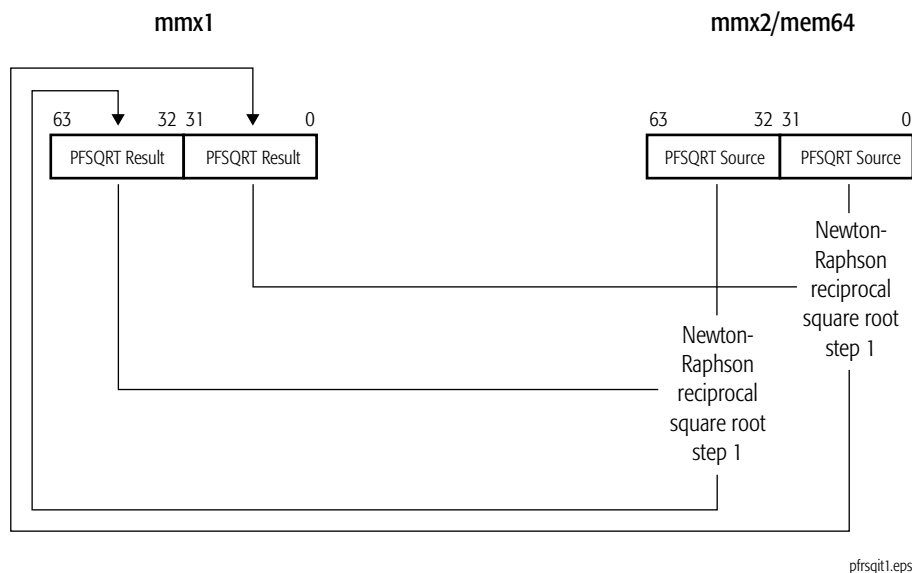 mmx1
mmx2/mem64
63 32 31 0
63 32 31 0
PFSQRT Result PFSQRT Result
PFSQRT Source PFSQRT Source
Newton-
Raphson
reciprocal
square root
step 1
Newton-
Raphson
reciprocal
square root
step 1
pfrsqit1.eps